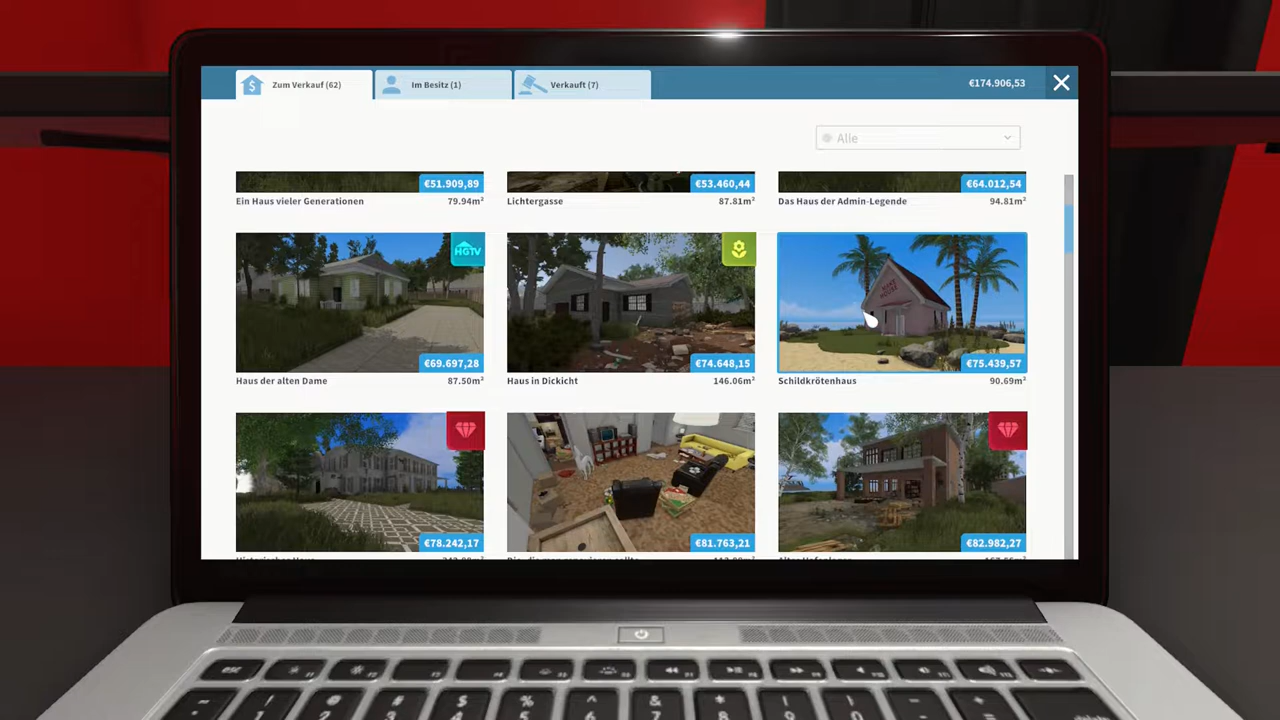 Zum Verkauf (62)
Im Besitz (1)
Verkauft (7)
€174.906,53
Alle
€51.909,89
€53.460,44
€64.012,54
Ein Haus vieler Generationen
79.94m²
Lichtergasse
87.81m²
Das Haus der Admin-Legende
94.81m²
HGTV
€69.697,28
€74.648,15
€75.439,57
Haus der alten Dame
87.50m²
Haus in Dickicht
146.06m²
Schildkrötenhaus
90.69m²
€78.242,17
€81.763,21
€82.982,27
esc